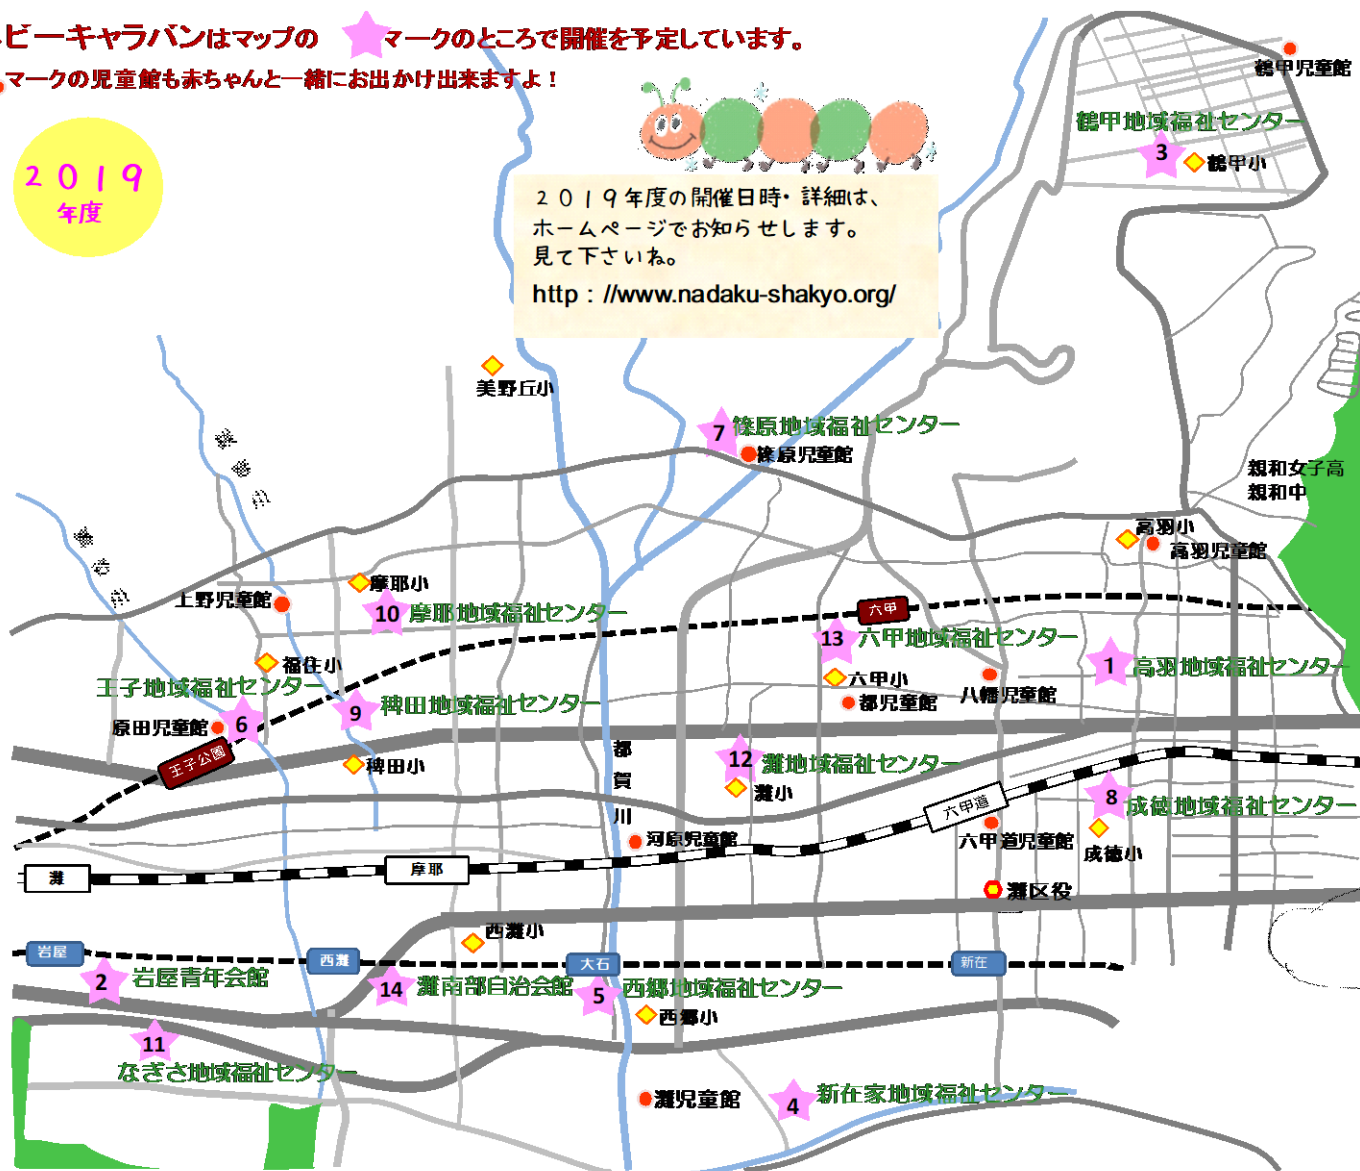 ビーキャラバンはマップの マークのところで開催を予定しています。
マークの児童館も赤ちゃんと一緒にお出かけ出来ますよ！
２０１９
年度
２０１９年度の開催日時・詳細は、
ホームページでお知らせします。
見て下さいね。
http：//www.nadaku-shakyo.org/
鶴甲児童館
鶴甲地域福祉センター
3
鶴甲小
美野丘小
7
篠原地域福祉センター
篠原児童館
親和女子高
親和中
高羽小
高羽児童館
摩耶小
上野児童館
10
摩耶地域福祉センター
六甲
13
六甲地域福祉センター
福住小
1
高羽地域福祉センター
王子地域福祉センター
六甲小
八幡児童館
9
稗田地域福祉センター
都児童館
原田児童館
6
王子公園
稗田小
都賀川
12
灘地域福祉センター
灘小
六甲道
8
成徳地域福祉センター
河原児童館
六甲道児童館
成徳小
灘
摩耶
灘区役
西灘小
岩屋
西灘
大石
新在
2
岩屋青年会館
14
灘南部自治会館
5
西郷地域福祉センター
西郷小
11
なぎさ地域福祉センター
灘児童館
4
新在家地域福祉センター